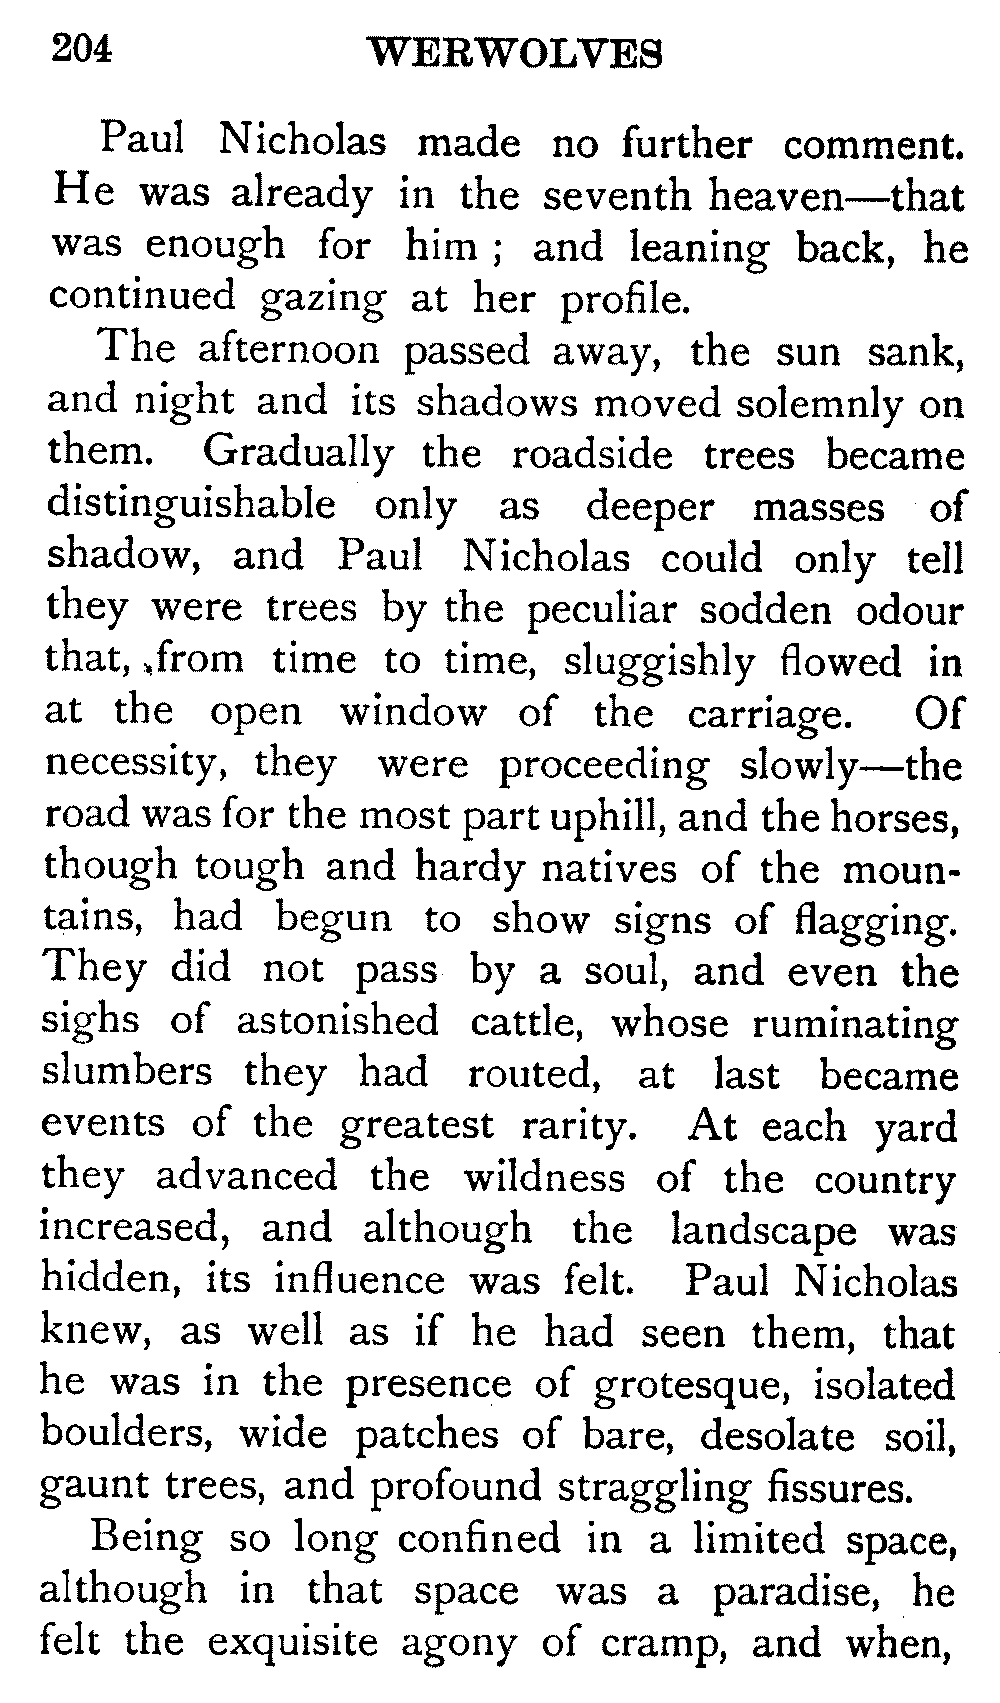 204 WERWOLVES
Paul Nicholas made no further comment.
He was already in the seventh heaven—that
was enough for him ; and leaning back, he
continued gazing at her profile.
The afternoon passed away, the sun sank,
and night and its shadows moved solemnly on
them. Gradually the roadside trees became
distinguishable only as deeper masses of
shadow, and Paul Nicholas could only tell
they were trees by the peculiar sodden odour
that, from time to time, sluggishly flowed in
at the open window of the carriage. Of
necessity, they were proceeding slowly—the
road was for the most part uphill, and the horses,
though tough and hardy natives of the moun-
tains, had begun to show signs of flagging.
They did not pass by a soul, and even the
sighs of astonished cattle, whose ruminating
slumbers they had routed, at last became
events of the greatest rarity. At each yard
they advanced the wildness of the country
increased, and although the landscape was
hidden, its influence was felt. Paul Nicholas
knew, as well as if he had seen them, that
he was in the presence of grotesque, isolated
boulders, wide patches of bare, desolate soil,
gaunt trees, and profound straggling fissures.
Being so long confined in a limited space,
although in that space was a paradise, he
felt the exquisite agony of cramp, and when,